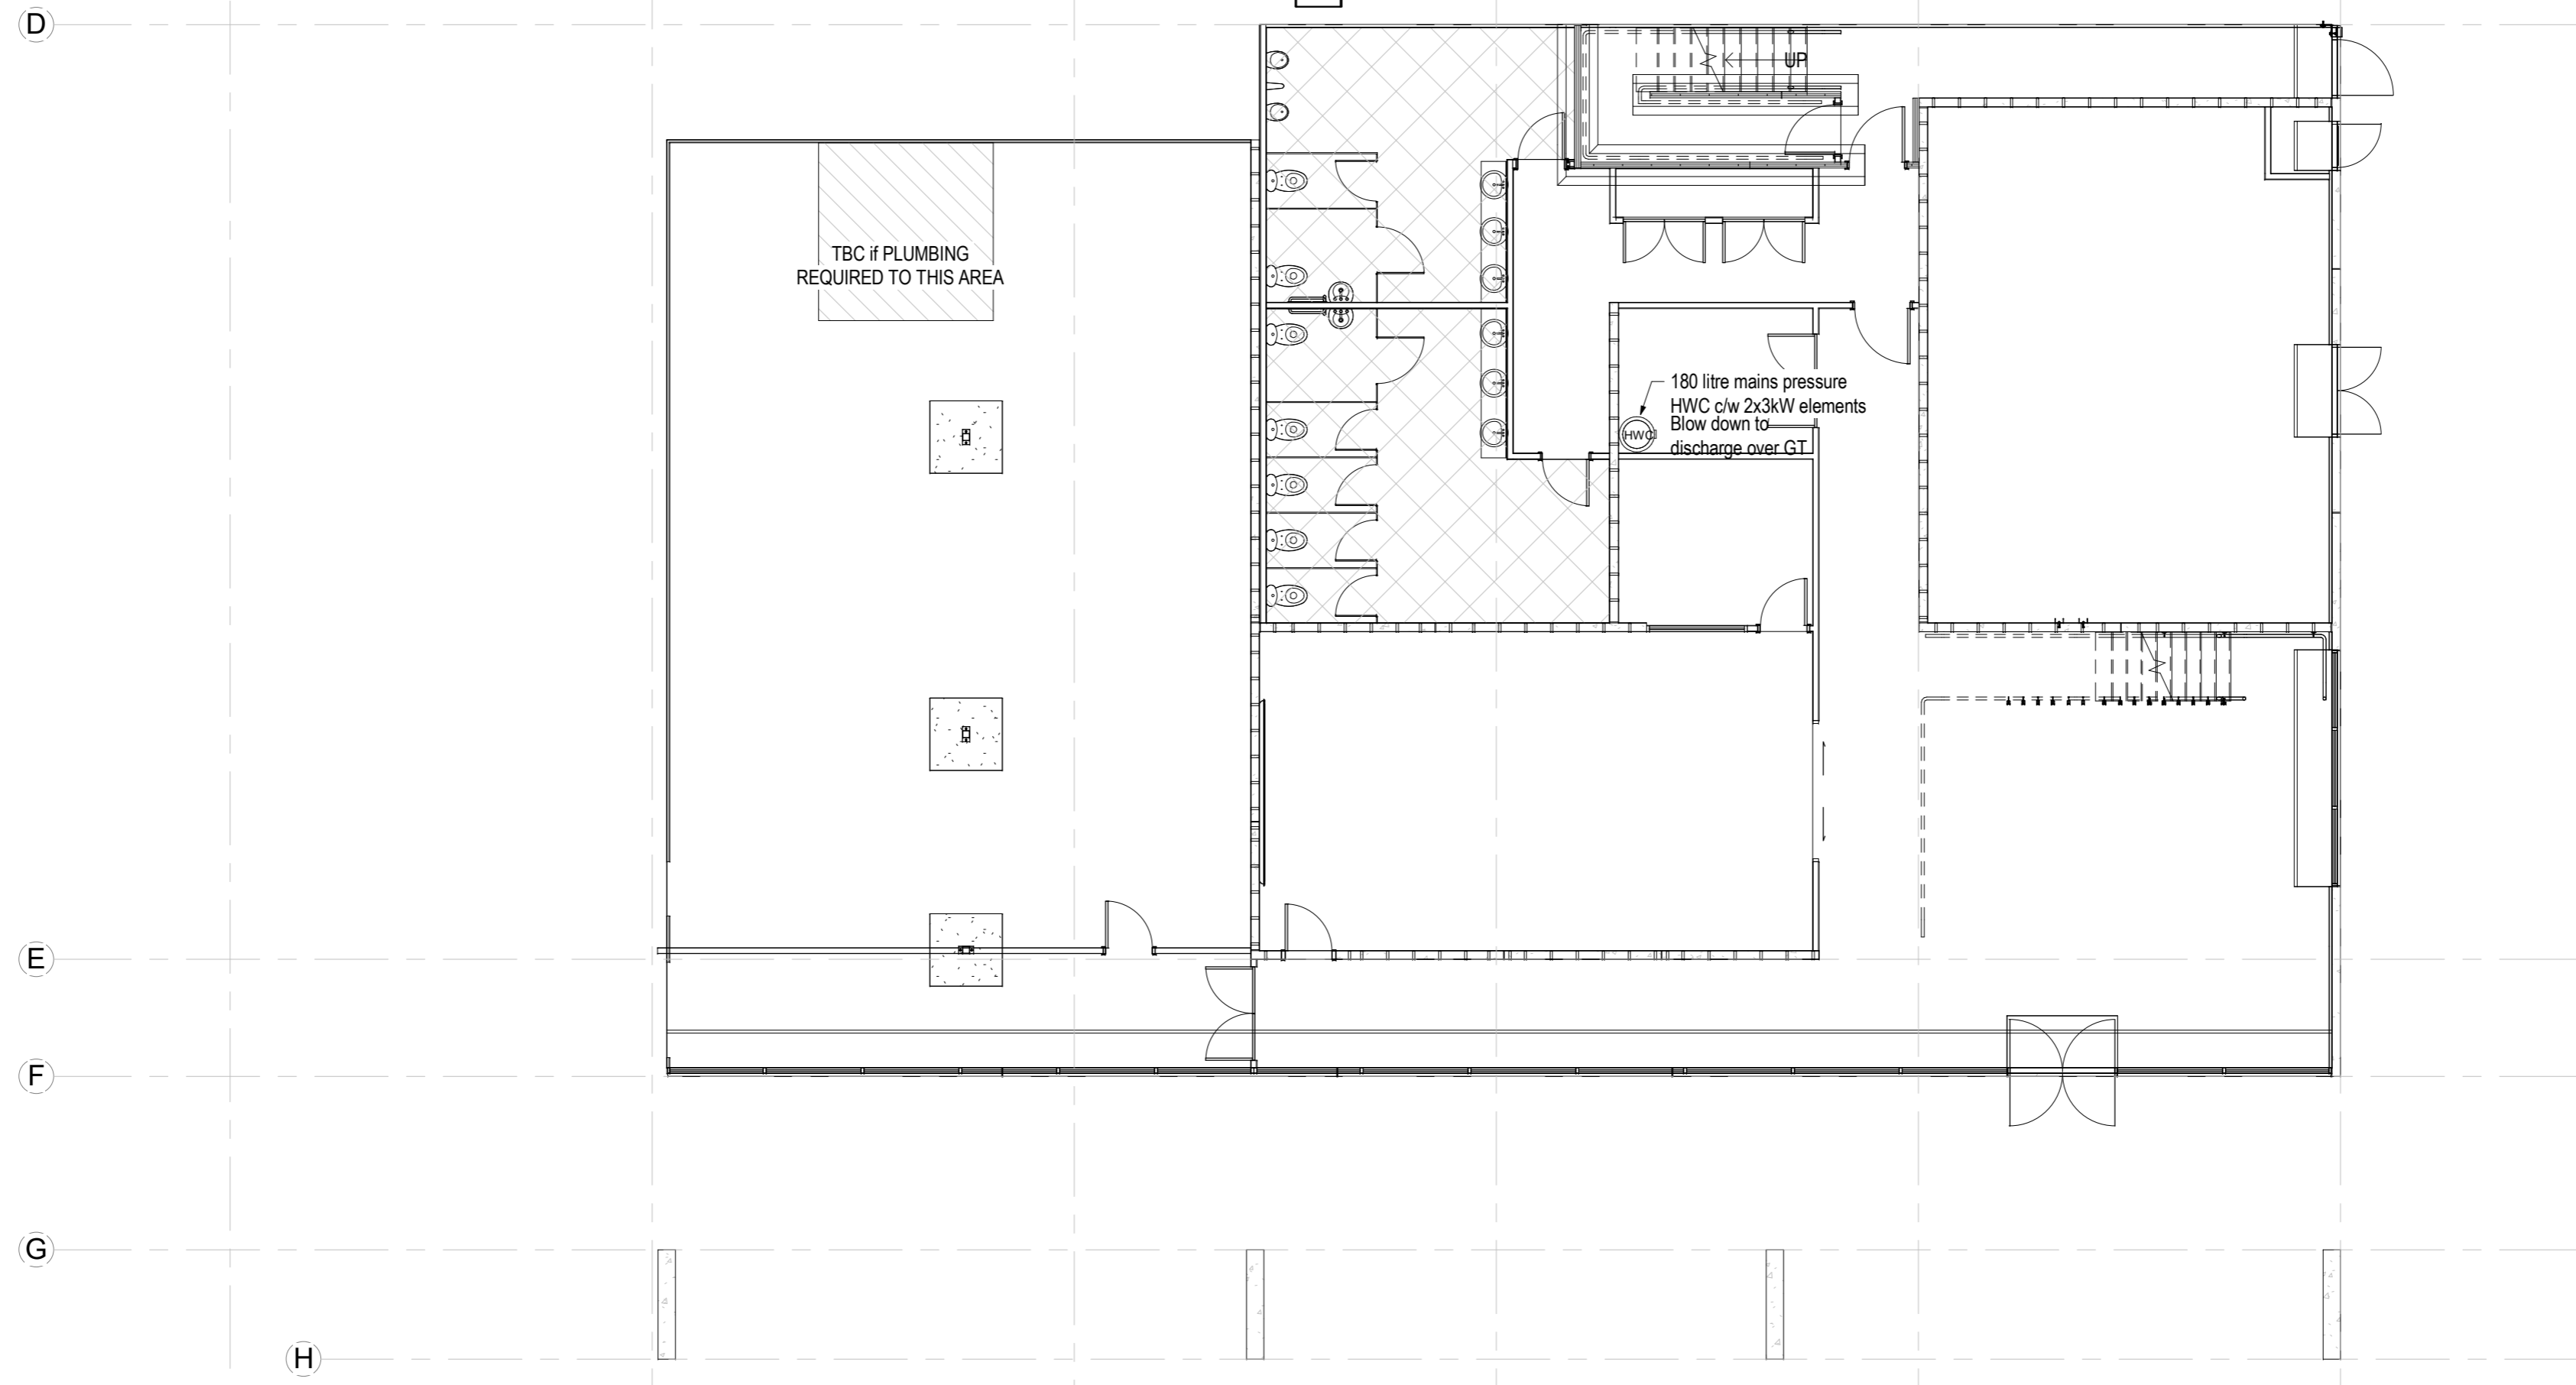 D
UP
TBC if PLUMBING
REQUIRED TO THIS AREA
180 litre mains pressure
HWC c/w 2x3kW elements
Blow down to
discharge over GT
HWC
E
F
G
H